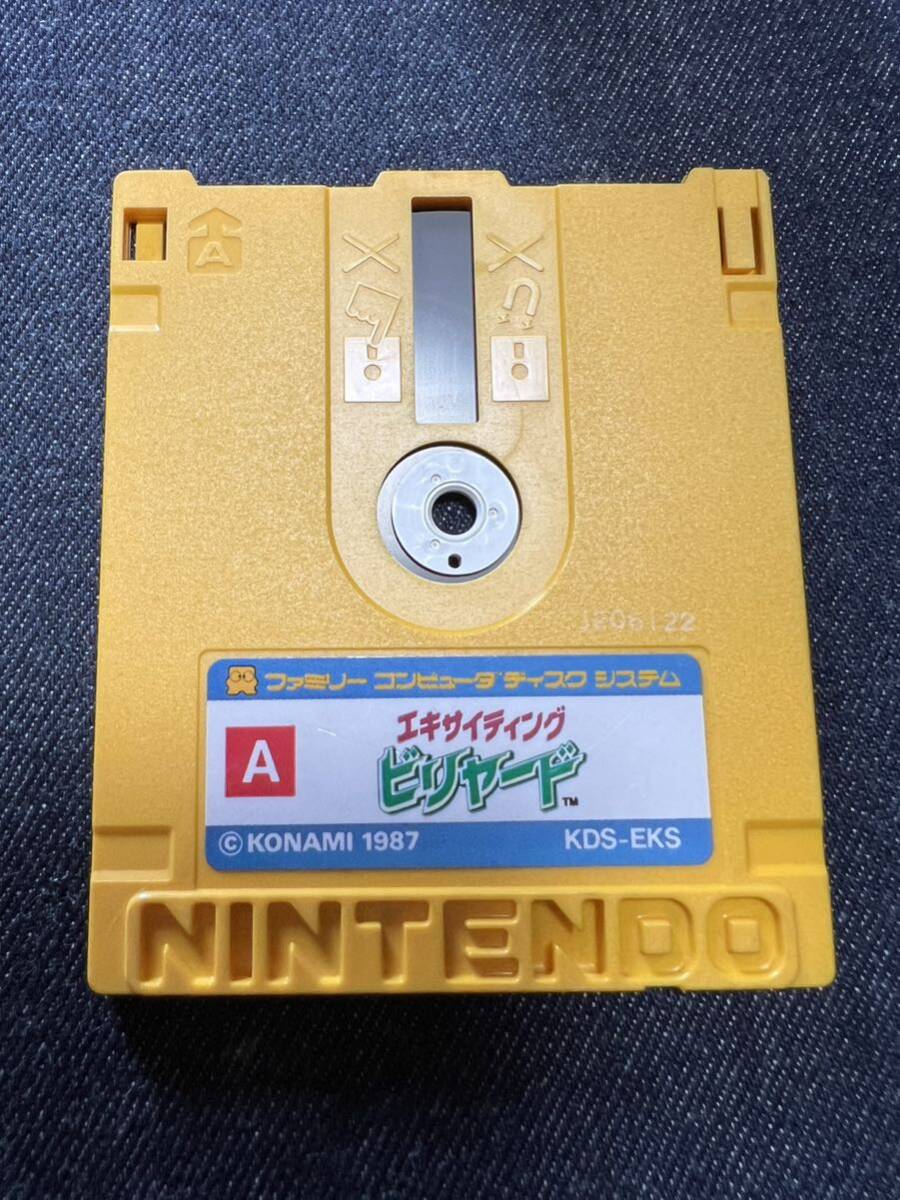 A
ファミリー コンピュータ ディスク システム
A
エキサイティング
ビリヤード™
© KONAMI 1987 KDS-EKS
NINTENDO